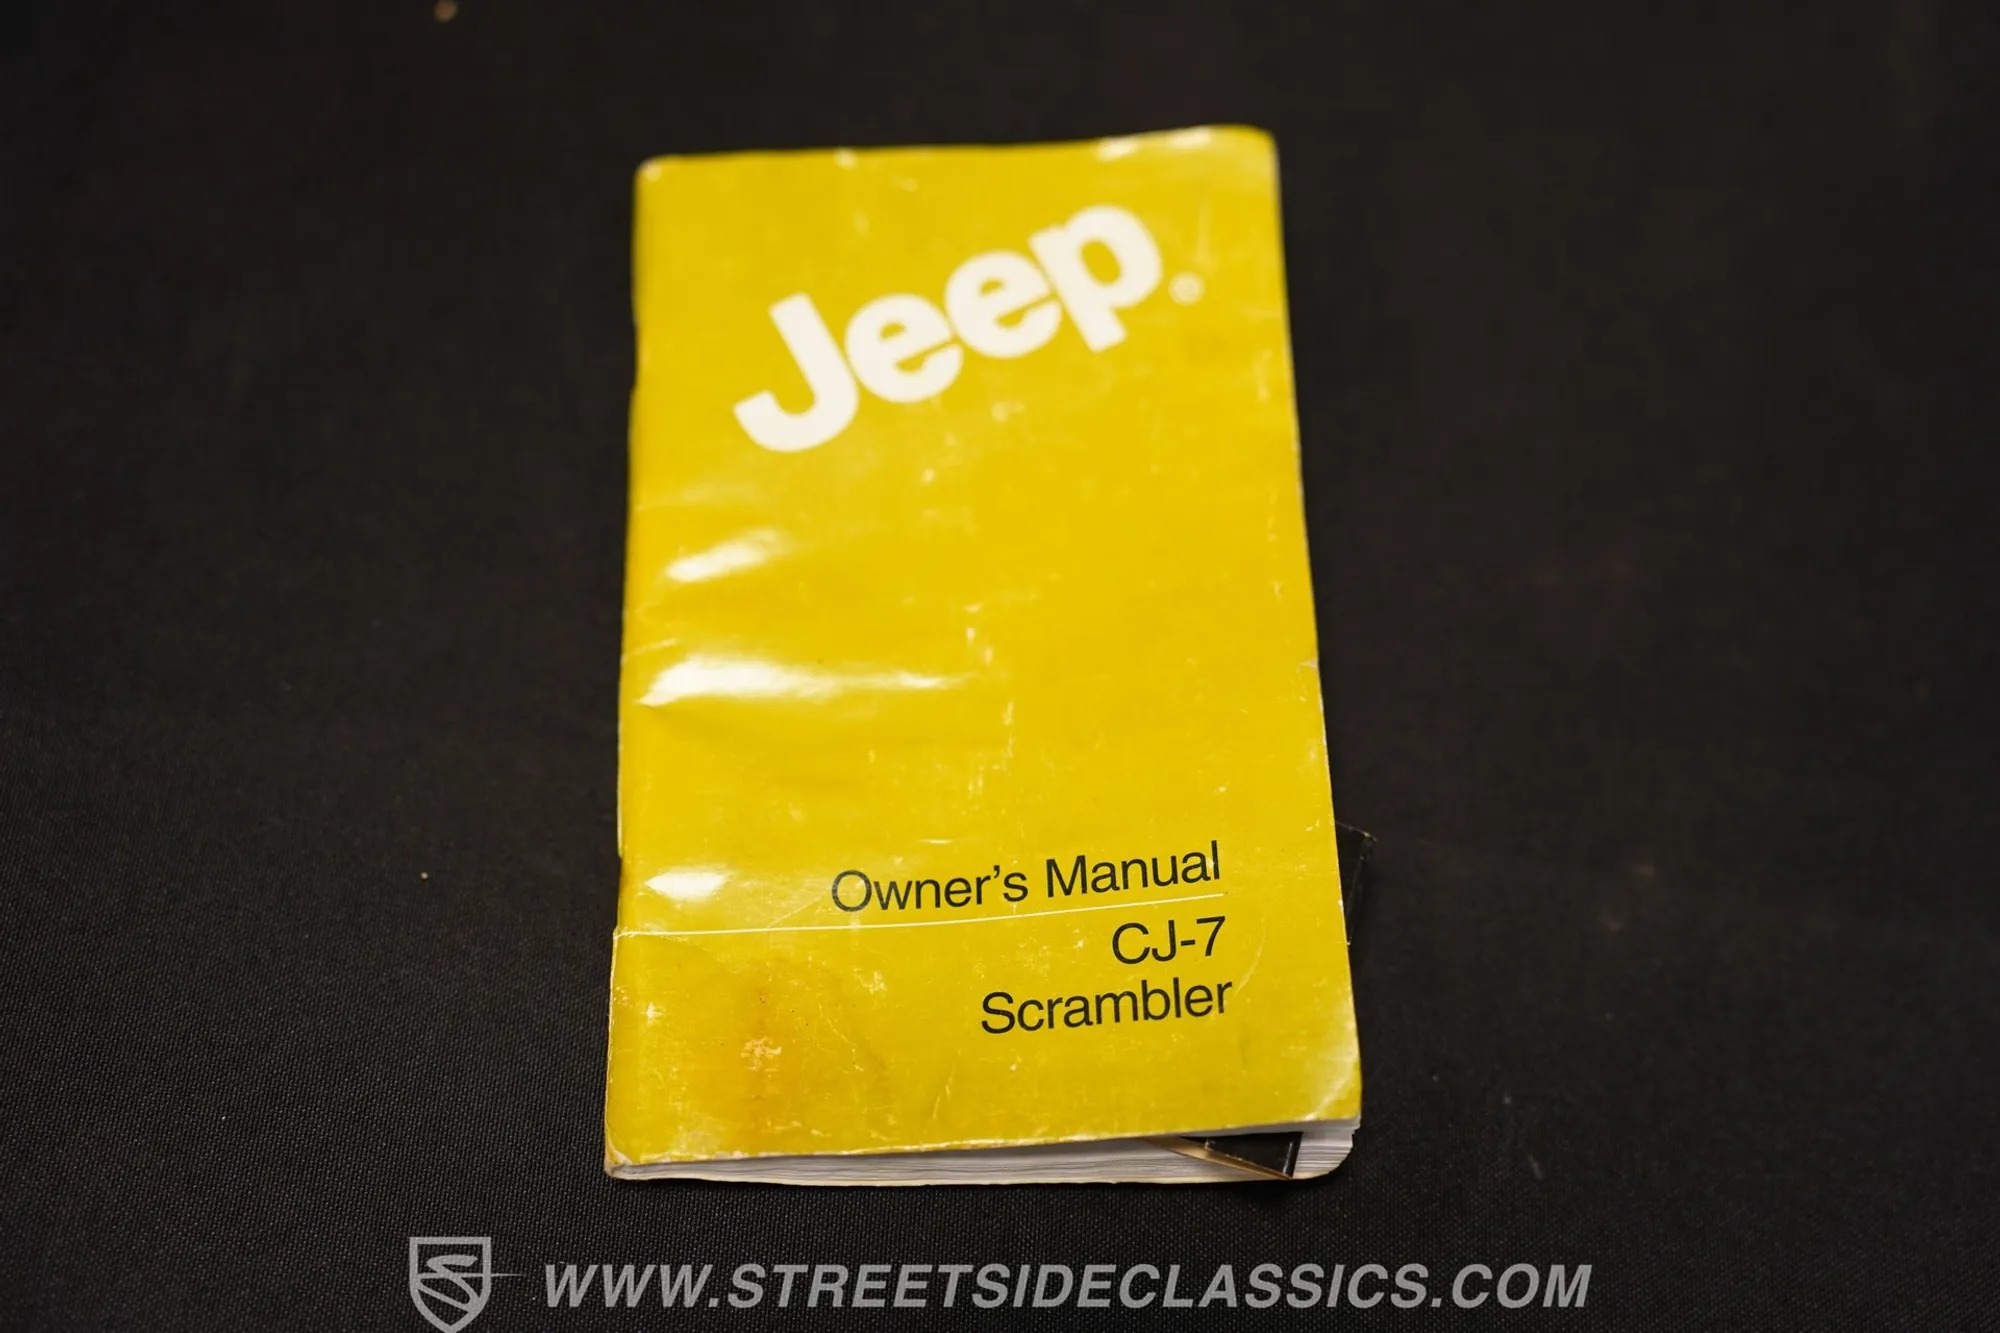 Jeep®
Owner's Manual
CJ-7
Scrambler
WWW.STREETSIDECLASSICS.COM